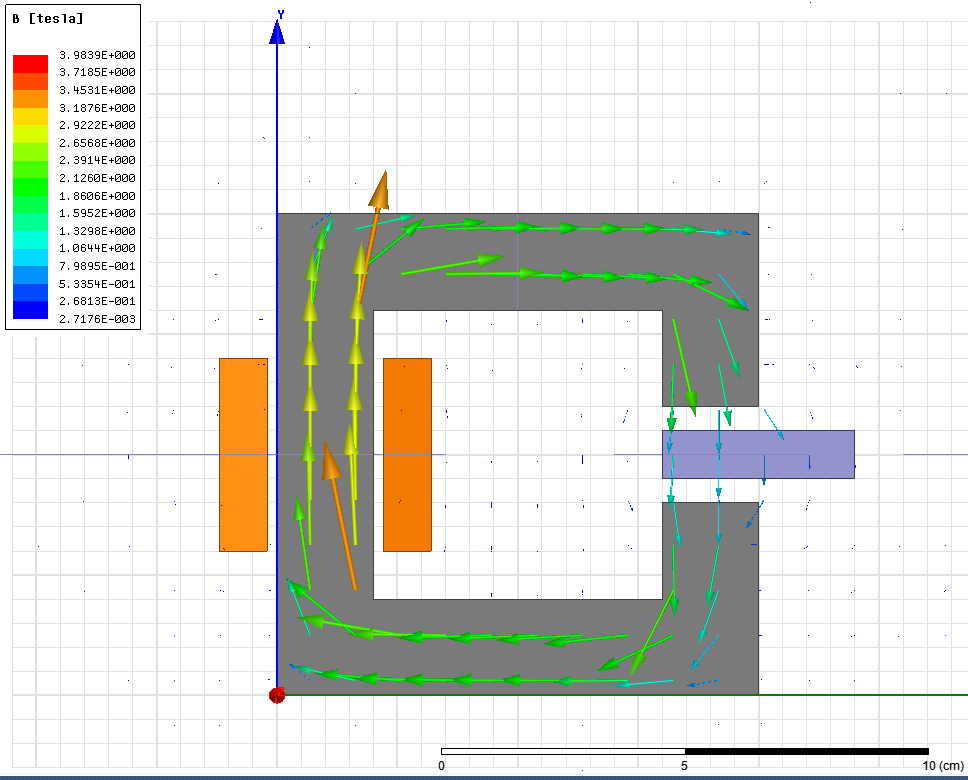 B [tesla]
3.9839E+000
3.7185E+000
3.4531E+000
3.1876E+000
2.9222E+000
2.6568E+000
2.3914E+000
2.1260E+000
1.8606E+000
1.5952E+000
1.3298E+000
1.0644E+000
7.9895E-001
5.3354E-001
2.6813E-001
2.7176E-003
Y
0
5
10 (cm)